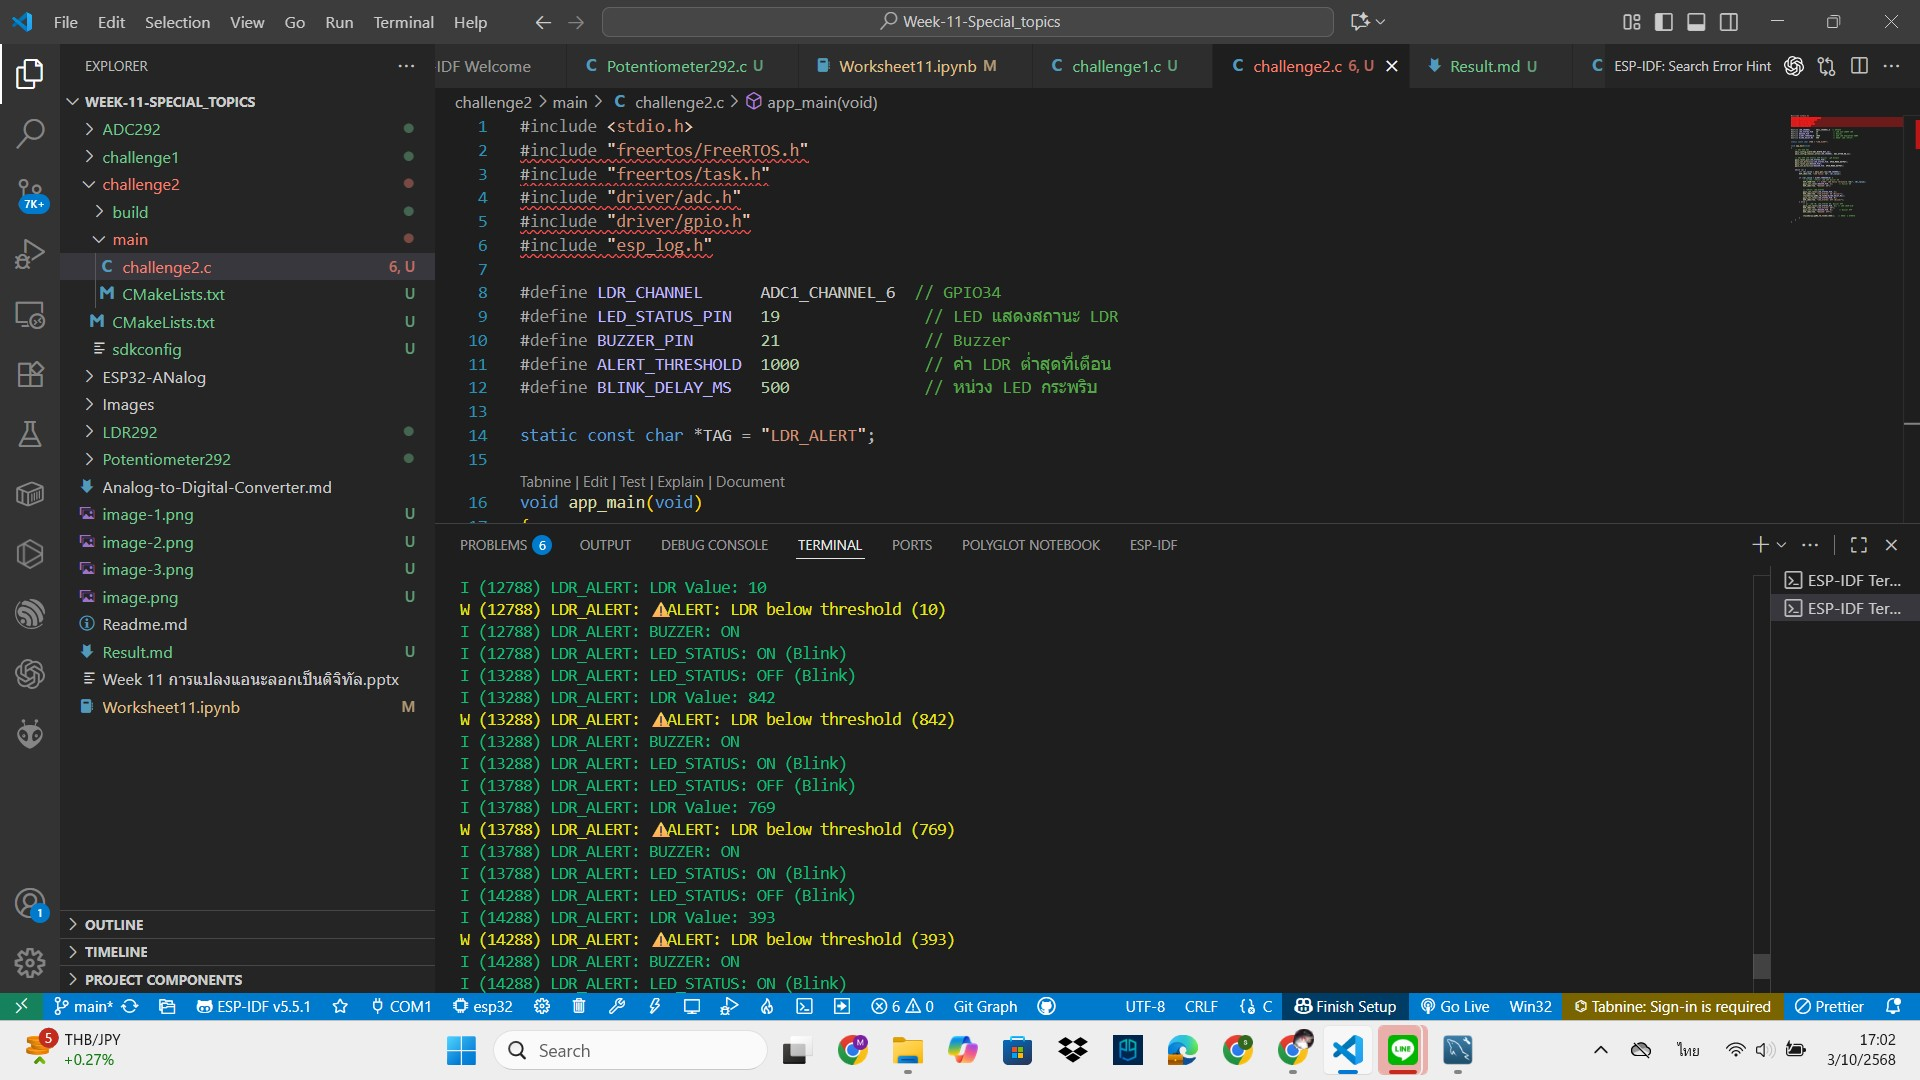 File Edit Selection View Go Run Terminal Help
Week-11-Special_topics
EXPLORER
WEEK-11-SPECIAL_TOPICS
ADC292
challenge1
challenge2
build
main
C challenge2.c 6, U
CMakeLists.txt U
CMakeLists.txt U
sdkconfig U
ESP32-ANalog
Images
LDR292
Potentiometer292
Analog-to-Digital-Converter.md
image-1.png U
image-2.png U
image-3.png U
image.png U
Readme.md
Result.md U
Week 11 การแปลงแอนะลอกเป็นดิจิทัล.pptx
Worksheet11.ipynb M
OUTLINE
TIMELINE
PROJECT COMPONENTS
7K+
1
IDF Welcome C Potentiometer292.c U Worksheet11.ipynb M C challenge1.c U C challenge2.c 6, U Result.md U C ESP-IDF: Search Error Hint
challenge2 > main > C challenge2.c > app_main(void)
1 #include <stdio.h>
2 #include "freertos/FreeRTOS.h"
3 #include "freertos/task.h"
4 #include "driver/adc.h"
5 #include "driver/gpio.h"
6 #include "esp_log.h"
7
8 #define LDR_CHANNEL ADC1_CHANNEL_6 // GPIO34
9 #define LED_STATUS_PIN 19 // LED แสดงสถานะ LDR
10 #define BUZZER_PIN 21 // Buzzer
11 #define ALERT_THRESHOLD 1000 // ค่า LDR ต่ำสุดที่เตือน
12 #define BLINK_DELAY_MS 500 // หน่วง LED กระพริบ
13
14 static const char *TAG = "LDR_ALERT";
15
Tabnine | Edit | Test | Explain | Document
16 void app_main(void)
PROBLEMS 6 OUTPUT DEBUG CONSOLE TERMINAL PORTS POLYGLOT NOTEBOOK ESP-IDF
I (12788) LDR_ALERT: LDR Value: 10
W (12788) LDR_ALERT: ⚠️ALERT: LDR below threshold (10)
I (12788) LDR_ALERT: BUZZER: ON
I (12788) LDR_ALERT: LED_STATUS: ON (Blink)
I (13288) LDR_ALERT: LED_STATUS: OFF (Blink)
I (13288) LDR_ALERT: LDR Value: 842
W (13288) LDR_ALERT: ⚠️ALERT: LDR below threshold (842)
I (13288) LDR_ALERT: BUZZER: ON
I (13288) LDR_ALERT: LED_STATUS: ON (Blink)
I (13788) LDR_ALERT: LED_STATUS: OFF (Blink)
I (13788) LDR_ALERT: LDR Value: 769
W (13788) LDR_ALERT: ⚠️ALERT: LDR below threshold (769)
I (13788) LDR_ALERT: BUZZER: ON
I (13788) LDR_ALERT: LED_STATUS: ON (Blink)
I (14288) LDR_ALERT: LED_STATUS: OFF (Blink)
I (14288) LDR_ALERT: LDR Value: 393
W (14288) LDR_ALERT: ⚠️ALERT: LDR below threshold (393)
I (14288) LDR_ALERT: BUZZER: ON
I (14288) LDR_ALERT: LED_STATUS: ON (Blink)
ESP-IDF Ter...
ESP-IDF Ter...
main* ESP-IDF v5.5.1 COM1 esp32 6 0 Git Graph UTF-8 CRLF {} C Finish Setup Go Live Win32 Tabnine: Sign-in is required Prettier
5 THB/JPY
+0.27%
Search
ไทย
17:02
3/10/2568